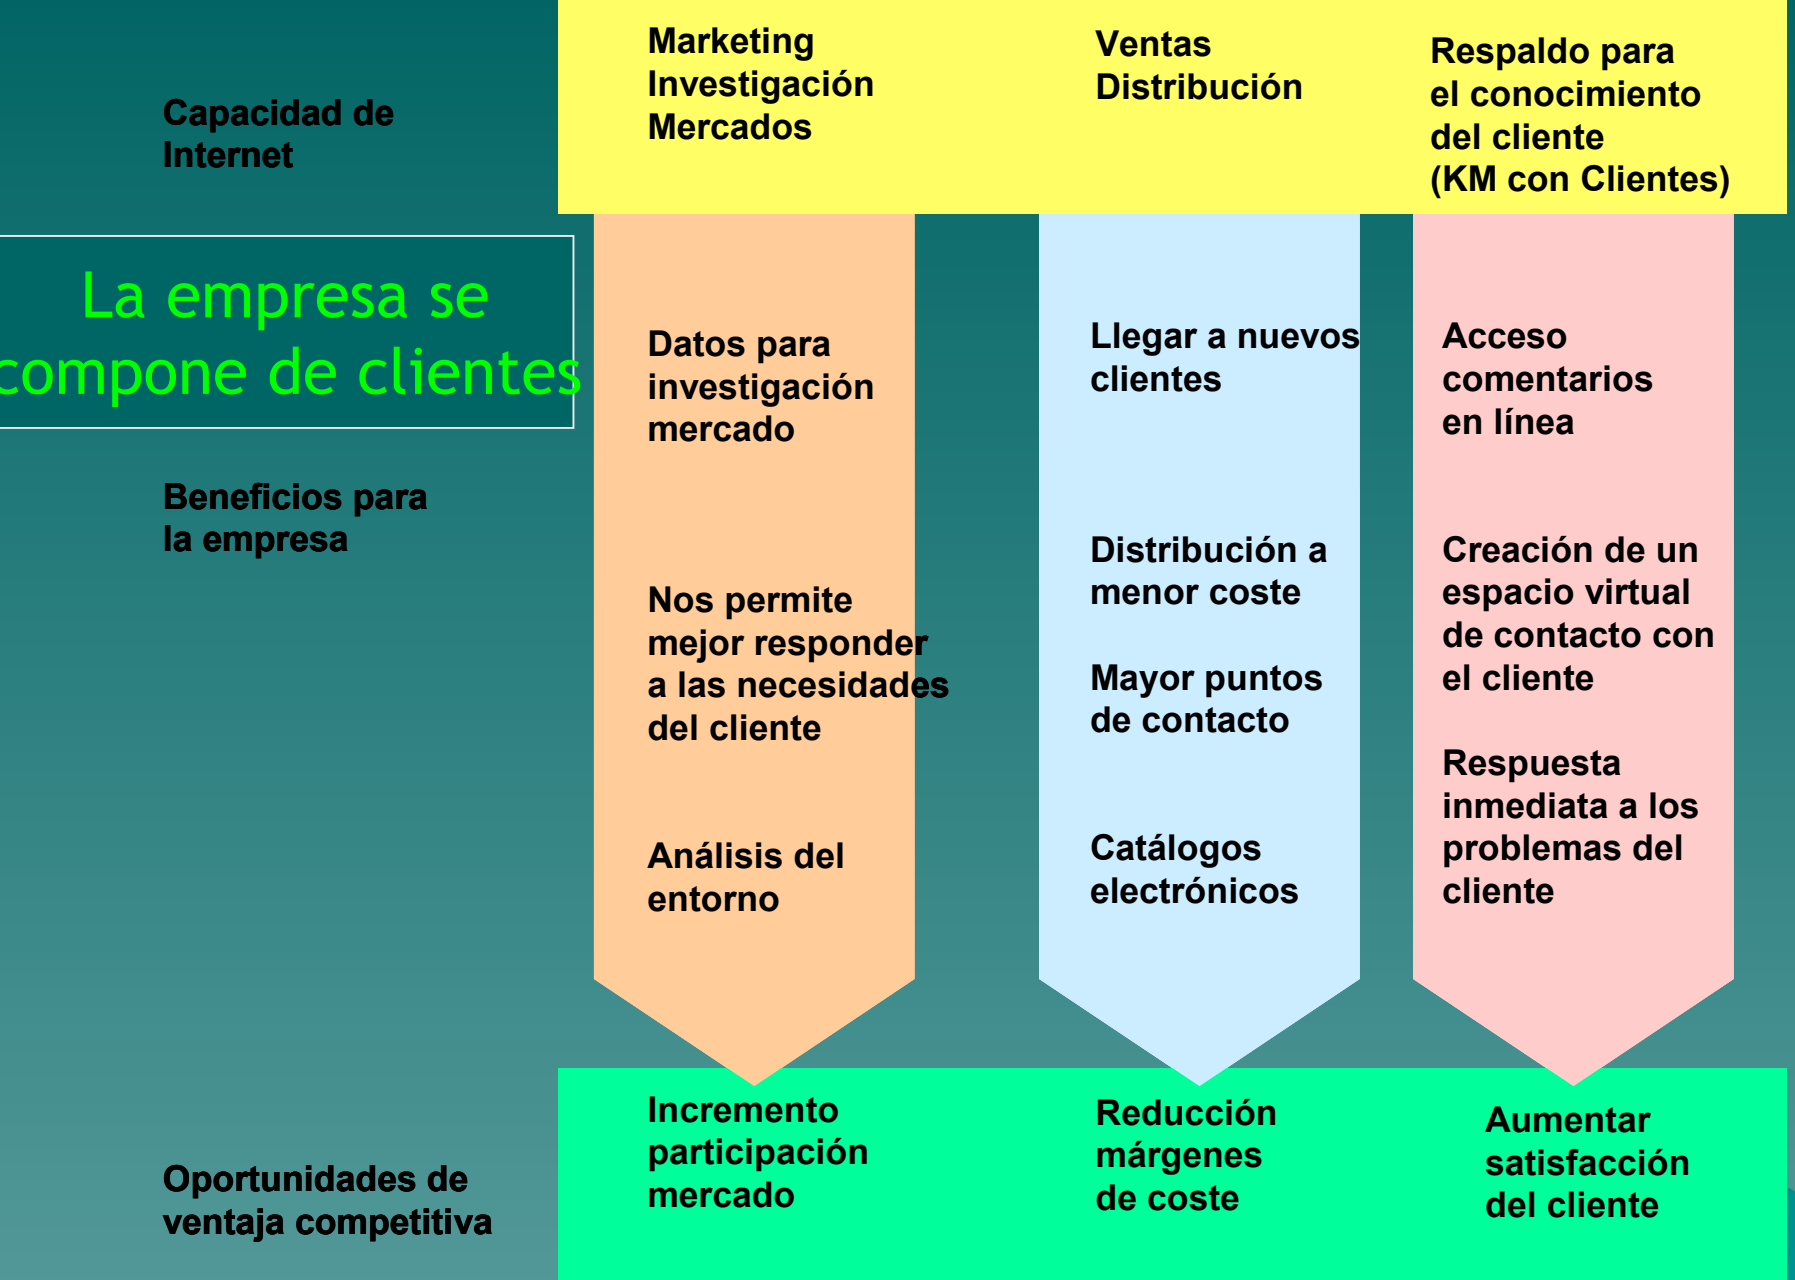 Capacidad de
Internet
Marketing
Investigación
Mercados
Ventas
Distribución
Respaldo para
el conocimiento
del cliente
(KM con Clientes)
La empresa se
compone de clientes
Beneficios para
la empresa
Datos para
investigación
mercado
Nos permite
mejor responder
a las necesidades
del cliente
Análisis del
entorno
Llegar a nuevos
clientes
Distribución a
menor coste
Mayor puntos
de contacto
Catálogos
electrónicos
Acceso
comentarios
en línea
Creación de un
espacio virtual
de contacto con
el cliente
Respuesta
inmediata a los
problemas del
cliente
Oportunidades de
ventaja competitiva
Incremento
participación
mercado
Reducción
márgenes
de coste
Aumentar
satisfacción
del cliente